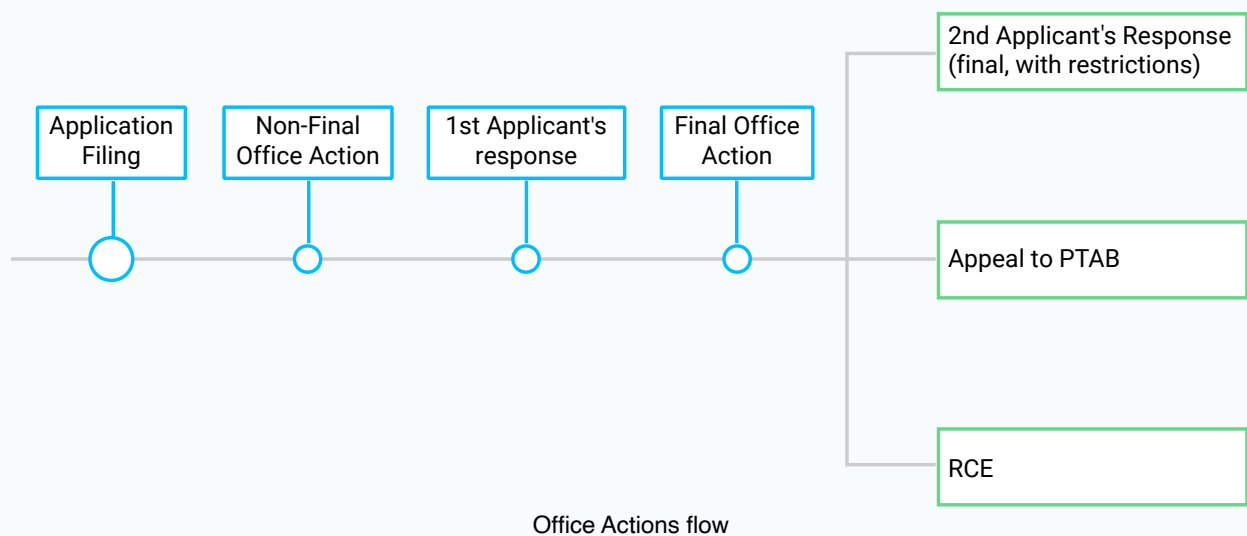 2nd Applicant's Response
(final, with restrictions)
Application
Filing
Non-Final
Office Action
1st Applicant's
response
Final Office
Action
Appeal to PTAB
RCE
Office Actions flow